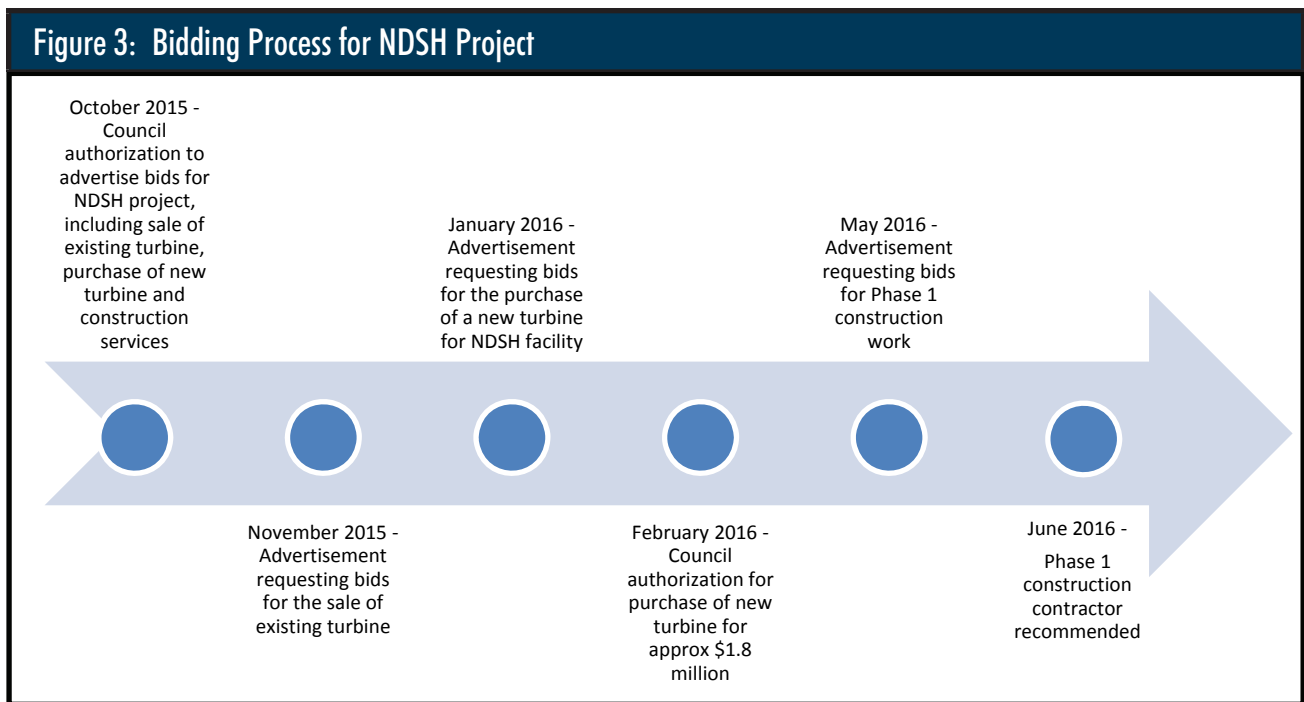 Figure 3: Bidding Process for NDSH Project
October 2015 -
Council
authorization to
advertise bids for
NDSH project,
including sale of
existing turbine,
purchase of new
turbine and
construction
services
November 2015 -
Advertisement
requesting bids
for the sale of
existing turbine
January 2016 -
Advertisement
requesting bids
for the purchase
of a new turbine
for NDSH facility
February 2016 -
Council
authorization for
purchase of new
turbine for
approx $1.8
million
May 2016 -
Advertisement
requesting bids
for Phase 1
construction
work
June 2016 -
Phase 1
construction
contractor
recommended